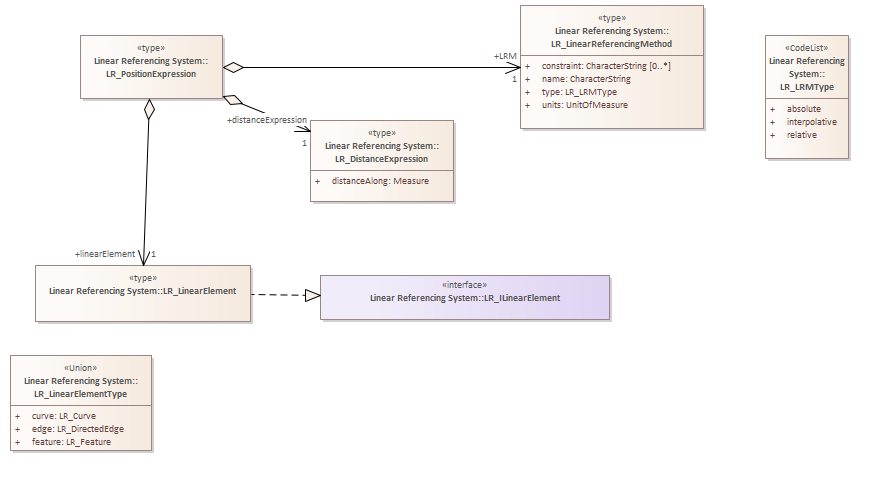 «type»
Linear Referencing System::
LR_PositionExpression
+LRM
1
«type»
Linear Referencing System::
LR_LinearReferencingMethod
+ constraint: CharacterString [0..*]
+ name: CharacterString
+ type: LR_LRMType
+ units: UnitOfMeasure
«CodeList»
Linear Referencing
System::
LR_LRMType
+ absolute
+ interpolative
+ relative
+distanceExpression
1
«type»
Linear Referencing System::
LR_DistanceExpression
+ distanceAlong: Measure
+linearElement
1
«type»
Linear Referencing System::LR_LinearElement
«interface»
Linear Referencing System::LR_ILinearElement
«Union»
Linear Referencing System::
LR_LinearElementType
+ curve: LR_Curve
+ edge: LR_DirectedEdge
+ feature: LR_Feature